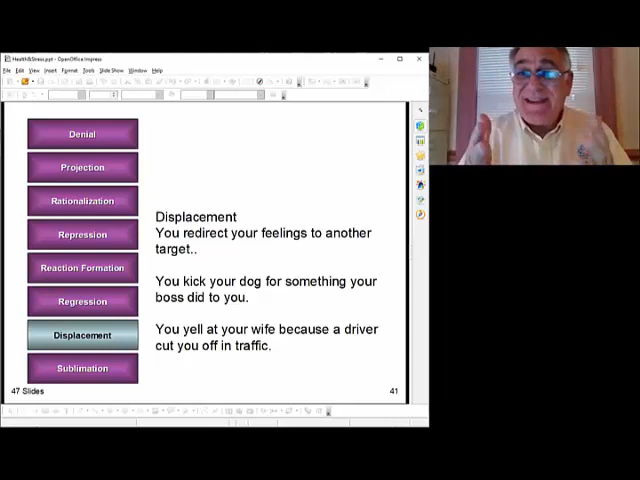 Health&Stress.ppt - OpenOffice Impress
File Edit View Insert Format Tools Slide Show Window Help
Denial
Projection
Rationalization
Repression
Reaction Formation
Regression
Displacement
Sublimation
Displacement
You redirect your feelings to another
target..
You kick your dog for something your
boss did to you.
You yell at your wife because a driver
cut you off in traffic.
47 Slides
41